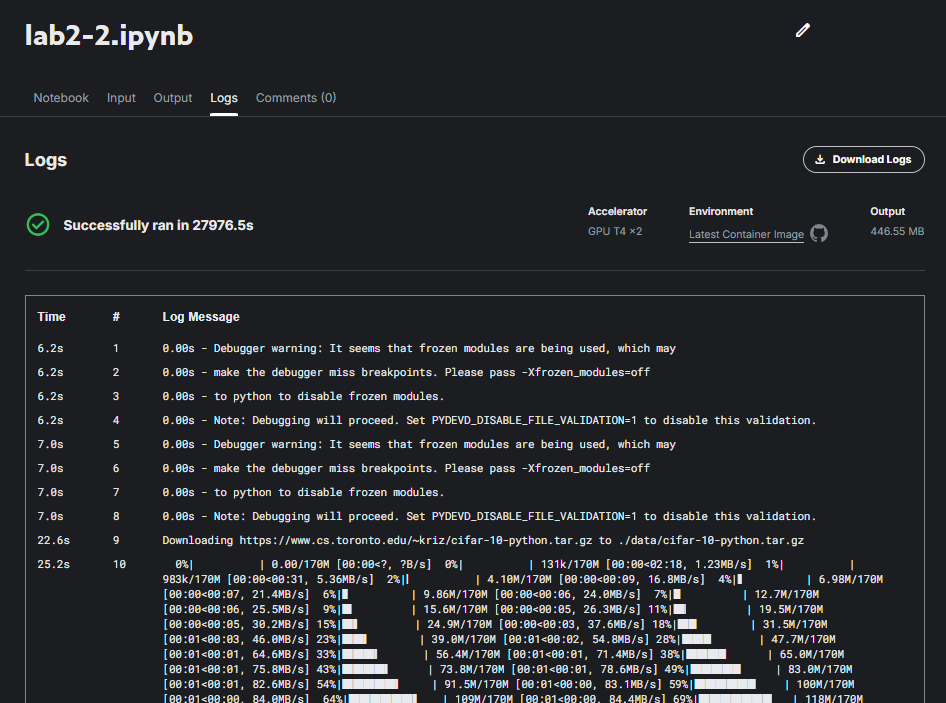 lab2-2.ipynb
Notebook Input Output Logs Comments (0)
Logs
Download Logs
Successfully ran in 27976.5s
Accelerator
GPU T4 ×2
Environment
Latest Container Image
Output
446.55 MB
Time # Log Message
6.2s 1 0.00s - Debugger warning: It seems that frozen modules are being used, which may
6.2s 2 0.00s - make the debugger miss breakpoints. Please pass -Xfrozen_modules=off
6.2s 3 0.00s - to python to disable frozen modules.
6.2s 4 0.00s - Note: Debugging will proceed. Set PYDEVD_DISABLE_FILE_VALIDATION=1 to disable this validation.
7.0s 5 0.00s - Debugger warning: It seems that frozen modules are being used, which may
7.0s 6 0.00s - make the debugger miss breakpoints. Please pass -Xfrozen_modules=off
7.0s 7 0.00s - to python to disable frozen modules.
7.0s 8 0.00s - Note: Debugging will proceed. Set PYDEVD_DISABLE_FILE_VALIDATION=1 to disable this validation.
22.6s 9 Downloading https://www.cs.toronto.edu/~kriz/cifar-10-python.tar.gz to ./data/cifar-10-python.tar.gz
25.2s 10 0%| | 0.00/170M [00:00<?, ?B/s] 0%| | 131k/170M [00:00<02:18, 1.23MB/s] 1%| |
983k/170M [00:00<00:31, 5.36MB/s] 2%|▏ | 4.10M/170M [00:00<00:09, 16.8MB/s] 4%|▍ | 6.98M/170M
[00:00<00:07, 21.4MB/s] 6%|▌ | 9.86M/170M [00:00<00:06, 24.0MB/s] 7%|▋ | 12.7M/170M
[00:00<00:06, 25.5MB/s] 9%|▉ | 15.6M/170M [00:00<00:05, 26.3MB/s] 11%|█▏ | 19.5M/170M
[00:00<00:05, 30.2MB/s] 15%|█▍ | 24.9M/170M [00:00<00:03, 37.6MB/s] 18%|█▊ | 31.5M/170M
[00:01<00:03, 46.0MB/s] 23%|██▎ | 39.0M/170M [00:01<00:02, 54.8MB/s] 28%|██▊ | 47.7M/170M
[00:01<00:01, 64.6MB/s] 33%|███▎ | 56.4M/170M [00:01<00:01, 71.4MB/s] 38%|███▊ | 65.0M/170M
[00:01<00:01, 75.8MB/s] 43%|████▎ | 73.8M/170M [00:01<00:01, 78.6MB/s] 49%|████▊ | 83.0M/170M
[00:01<00:01, 82.6MB/s] 54%|█████▎ | 91.5M/170M [00:01<00:00, 83.1MB/s] 59%|█████▉ | 100M/170M
[00:01<00:00, 84.0MB/s] 64%|██████▍ | 109M/170M [00:01<00:00, 84.4MB/s] 69%|██████▉ | 118M/170M